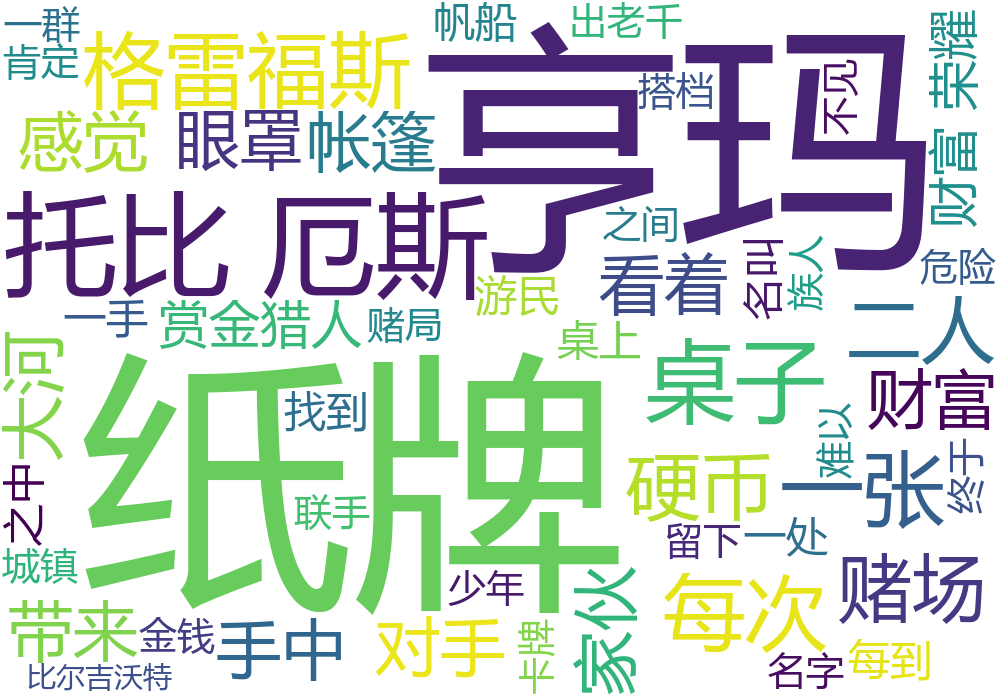 一群
帆船
出老千
肯定
格雷福斯
亨玛
搭档
不见
荣耀
感觉
眼罩
帐篷
财富
托比 厄斯
之间
看着
名叫
族人
危险
游民
一手
赏金猎人
赌局
桌上
二人
大河
纸牌
桌子
财富
找到
难以
硬币
一张
终于
之中
联手
留下
一处
城镇
少年
家伙
每次
赌场
带来
金钱
手中
对手
卡牌
比尔吉沃特
名字
每到